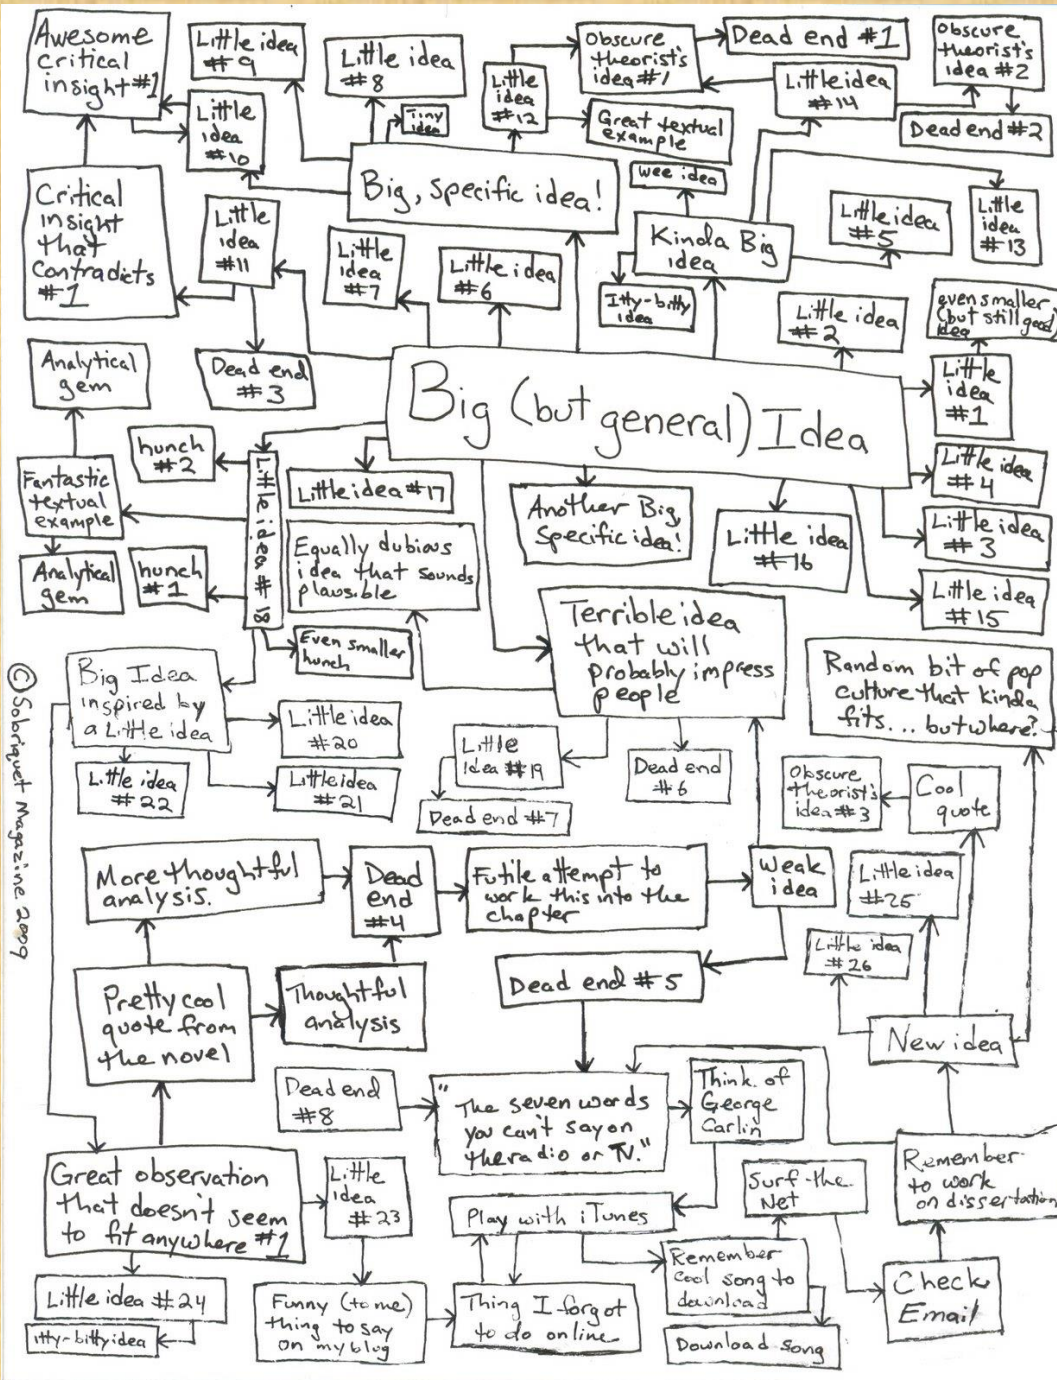 Awesome
critical
insight #1
Little idea
#9
Little idea
#8
Tiny
idea
Little
idea
#10
Little
idea
#12
Obscure
theorist's
idea #1
Dead end #1
Obscure
theorist's
idea #2
Little idea
#14
Great textual
example
Dead end #2
Big, specific idea!
wee idea
Kinda Big
idea
Little idea
#5
Little
idea
#13
Critical
insight
that
contradicts
#1
Little
idea
#11
Little
idea
#7
Little idea
#6
Itty-bitty
idea
Little idea
#2
even smaller
(but still good)
idea
Analytical
gem
Dead end
#3
Big (but general) Idea
Little
idea
#1
hunch
#2
Little idea #18
Little idea #17
Another Big,
Specific idea!
Little idea
#16
Little idea
#4
Little idea
#3
Little idea
#15
Fantastic
textual
example
Analytical
gem
hunch
#1
Equally dubious
idea that sounds
plausible
Terrible idea
that will
probably impress
people
Even smaller
hunch
Random bit of pop
culture that kinda
fits... but where?
Big Idea
inspired by
a Little idea
Little idea
#20
Little idea
#22
Little idea
#21
Little
Idea #19
Dead end
#6
Dead end #7
Obscure
theorist's
idea #3
Cool
quote
© Sobriquet Magazine 2009
More thoughtful
analysis.
Dead
end
#4
Futile attempt to
work this into the
chapter
Weak
idea
Little idea
#25
Little idea
#26
Dead end #5
Pretty cool
quote from
the novel
Thoughtful
analysis
New idea
Dead end
#8
"The seven words
you can't say on
the radio or TV."
Think of
George
Carlin
Remember
to work
on dissertation
Great observation
that doesn't seem
to fit anywhere #1
Little
idea
#23
Play with iTunes
Surf the
Net
Remember
cool song to
download
Check
Email
Little idea #24
itty-bitty idea
Funny (to me)
thing to say
on my blog
Thing I forgot
to do online
Download song